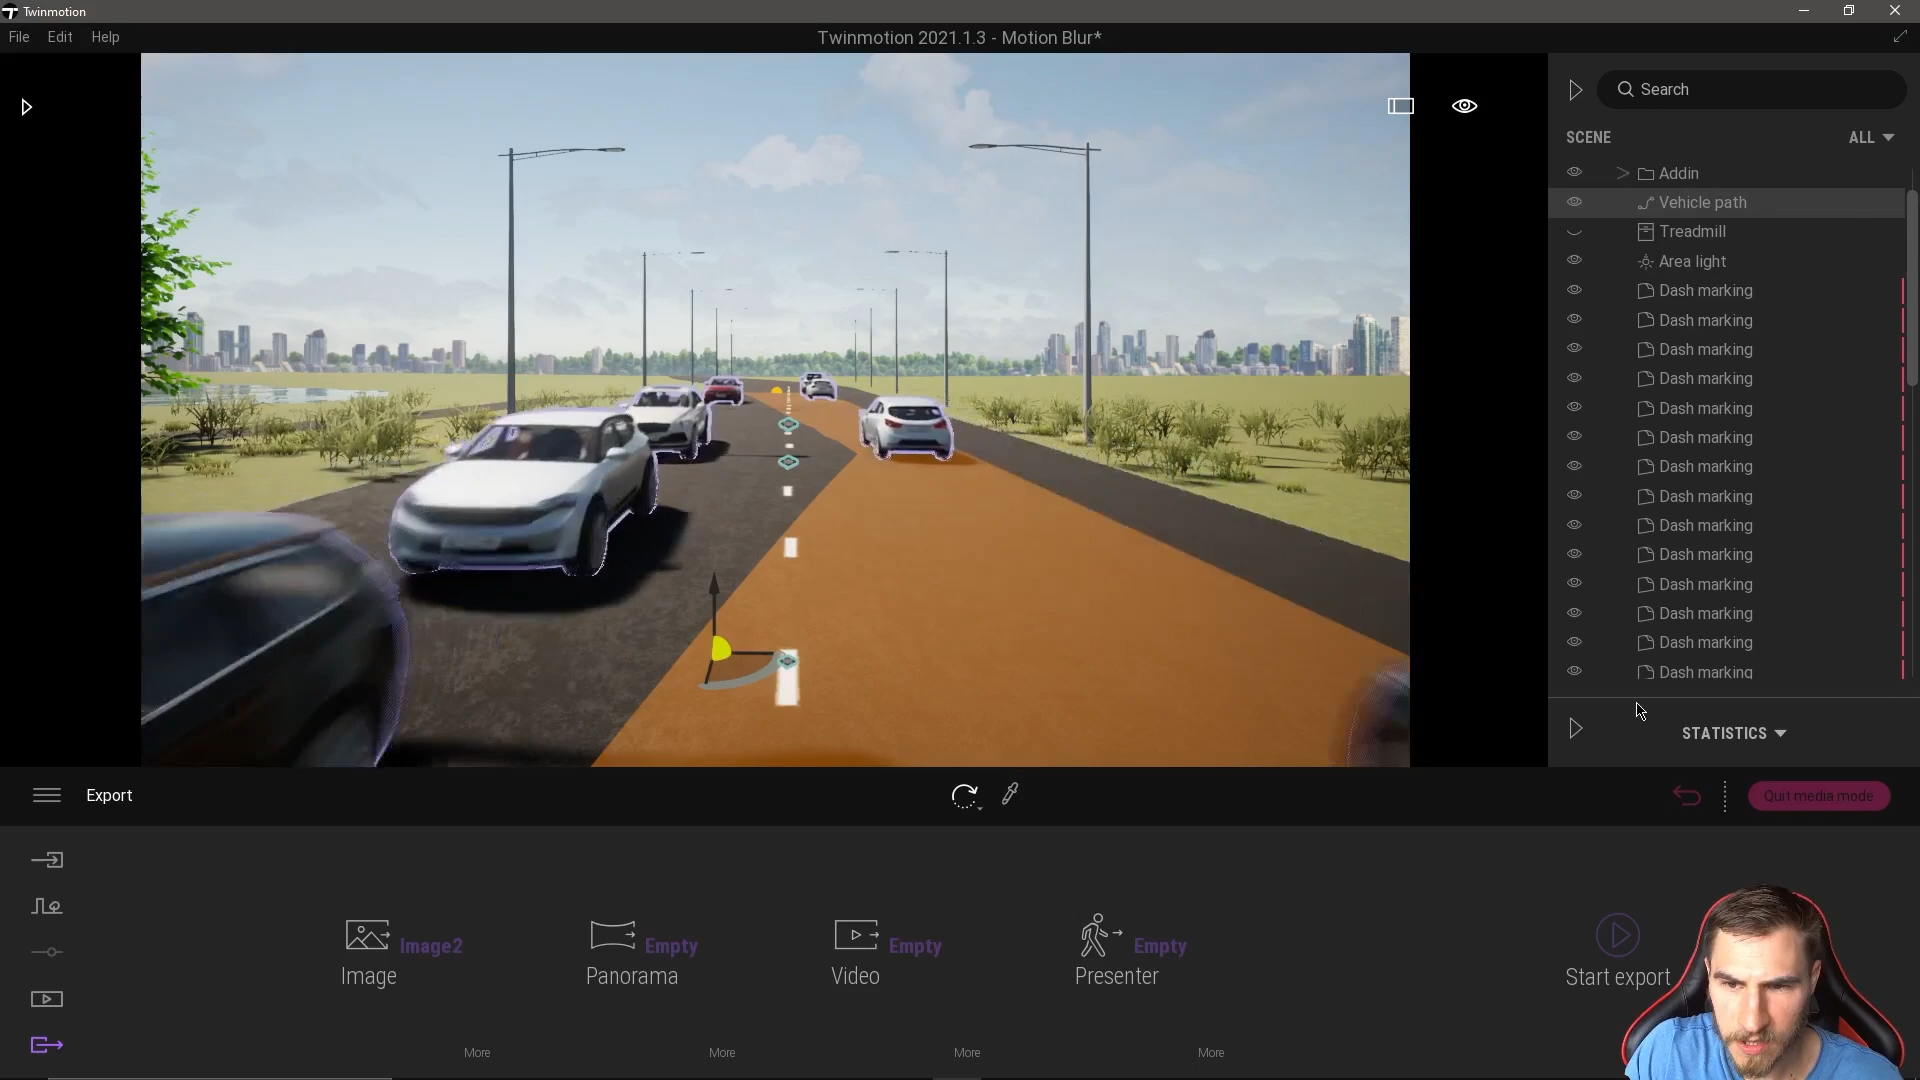 Twinmotion
File Edit Help
Twinmotion 2021.1.3 - Motion Blur*
Search
SCENE ALL
Addin
Vehicle path
Treadmill
Area light
Dash marking
Dash marking
Dash marking
Dash marking
Dash marking
Dash marking
Dash marking
Dash marking
Dash marking
Dash marking
Dash marking
Dash marking
Dash marking
Dash marking
STATISTICS
Export
Quit media mode
Image2
Image
Empty
Panorama
Empty
Video
Empty
Presenter
Start export
More
More
More
More